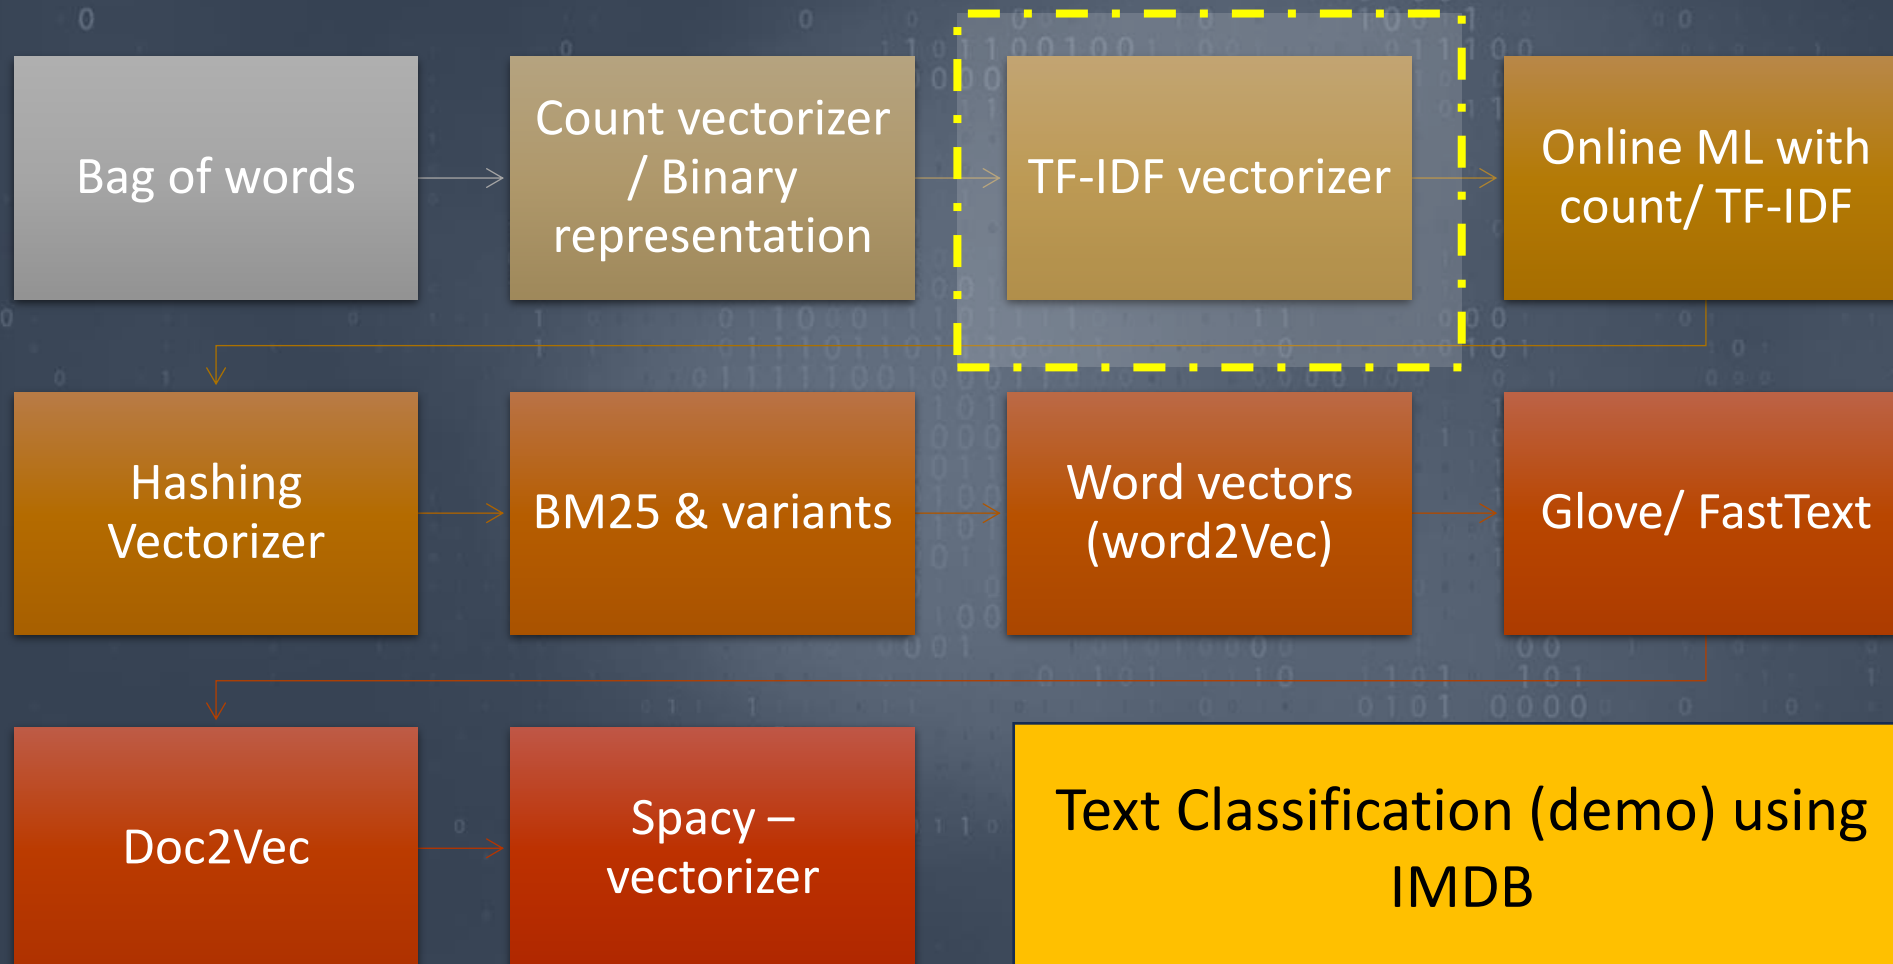 Bag of words
Count vectorizer
/ Binary
representation
TF-IDF vectorizer
Online ML with
count/ TF-IDF
Hashing
Vectorizer
BM25 & variants
Word vectors
(word2Vec)
Glove/ FastText
Doc2Vec
Spacy –
vectorizer
Text Classification (demo) using
IMDB